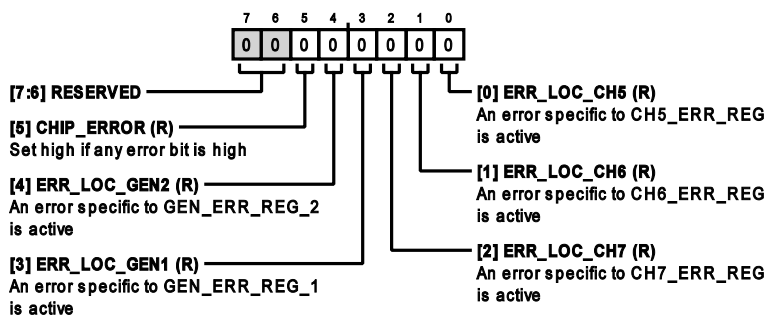 7 6 5 4 3 2 1 0
0 0 0 0 0 0 0 0
[7:6] RESERVED
[5] CHIP_ERROR (R)
Set high if any error bit is high
[4] ERR_LOC_GEN2 (R)
An error specific to GEN_ERR_REG_2
is active
[3] ERR_LOC_GEN1 (R)
An error specific to GEN_ERR_REG_1
is active
[0] ERR_LOC_CH5 (R)
An error specific to CH5_ERR_REG
is active
[1] ERR_LOC_CH6 (R)
An error specific to CH6_ERR_REG
is active
[2] ERR_LOC_CH7 (R)
An error specific to CH7_ERR_REG
is active